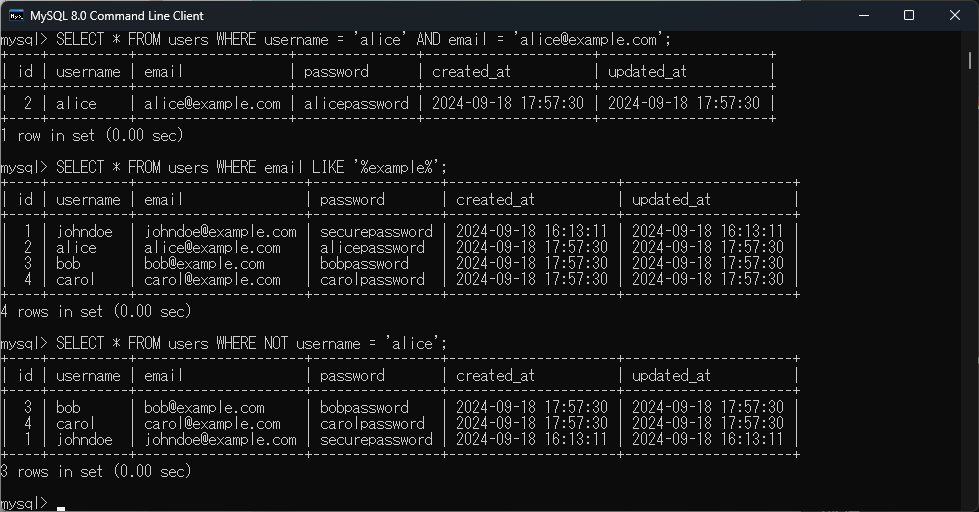 MySQL 8.0 Command Line Client
mysql> SELECT * FROM users WHERE username = 'alice' AND email = 'alice@example.com';
+----+----------+-------------------+---------------+---------------------+---------------------+
| id | username | email             | password      | created_at          | updated_at          |
+----+----------+-------------------+---------------+---------------------+---------------------+
|  2 | alice    | alice@example.com | alicepassword | 2024-09-18 17:57:30 | 2024-09-18 17:57:30 |
+----+----------+-------------------+---------------+---------------------+---------------------+
1 row in set (0.00 sec)
mysql> SELECT * FROM users WHERE email LIKE '%example%';
+----+----------+---------------------+----------------+---------------------+---------------------+
| id | username | email               | password       | created_at          | updated_at          |
+----+----------+---------------------+----------------+---------------------+---------------------+
|  1 | johndoe  | johndoe@example.com | securepassword | 2024-09-18 16:13:11 | 2024-09-18 16:13:11 |
|  2 | alice    | alice@example.com   | alicepassword  | 2024-09-18 17:57:30 | 2024-09-18 17:57:30 |
|  3 | bob      | bob@example.com     | bobpassword    | 2024-09-18 17:57:30 | 2024-09-18 17:57:30 |
|  4 | carol    | carol@example.com   | carolpassword  | 2024-09-18 17:57:30 | 2024-09-18 17:57:30 |
+----+----------+---------------------+----------------+---------------------+---------------------+
4 rows in set (0.00 sec)
mysql> SELECT * FROM users WHERE NOT username = 'alice';
+----+----------+---------------------+----------------+---------------------+---------------------+
| id | username | email               | password       | created_at          | updated_at          |
+----+----------+---------------------+----------------+---------------------+---------------------+
|  3 | bob      | bob@example.com     | bobpassword    | 2024-09-18 17:57:30 | 2024-09-18 17:57:30 |
|  4 | carol    | carol@example.com   | carolpassword  | 2024-09-18 17:57:30 | 2024-09-18 17:57:30 |
|  1 | johndoe  | johndoe@example.com | securepassword | 2024-09-18 16:13:11 | 2024-09-18 16:13:11 |
+----+----------+---------------------+----------------+---------------------+---------------------+
3 rows in set (0.00 sec)
mysql>